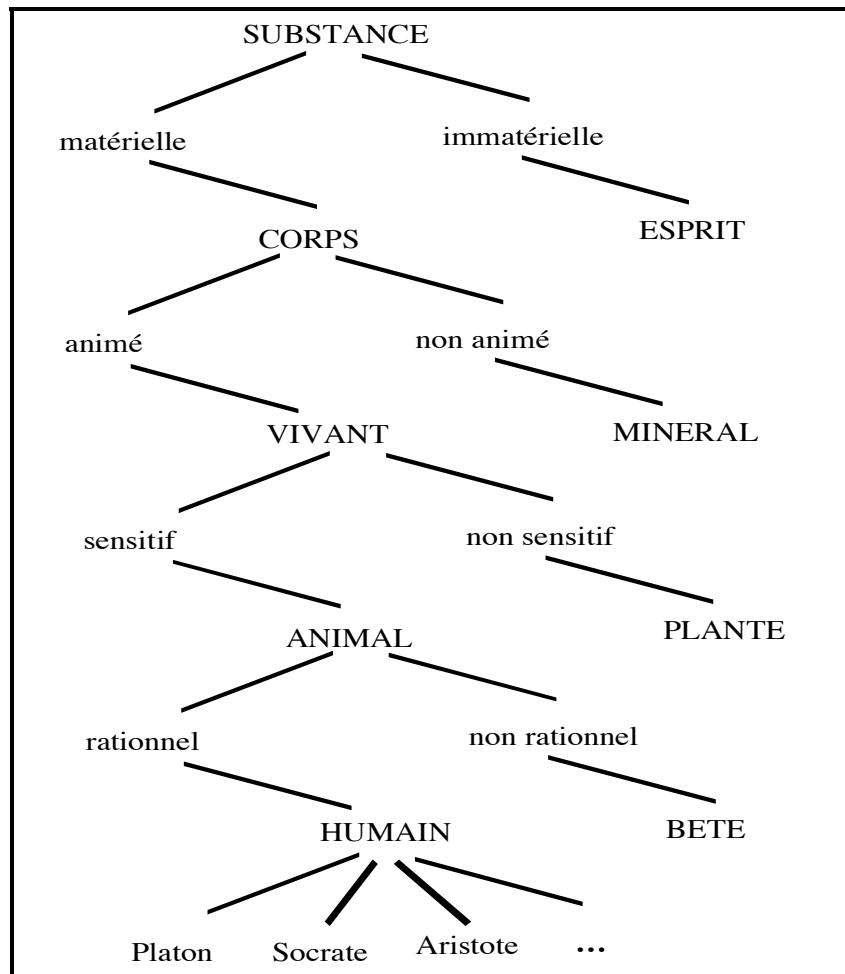 SUBSTANCE
matérielle immatérielle
CORPS ESPRIT
animé non animé
VIVANT MINERAL
sensitif non sensitif
ANIMAL PLANTE
rationnel non rationnel
HUMAIN BETE
Platon Socrate Aristote ...